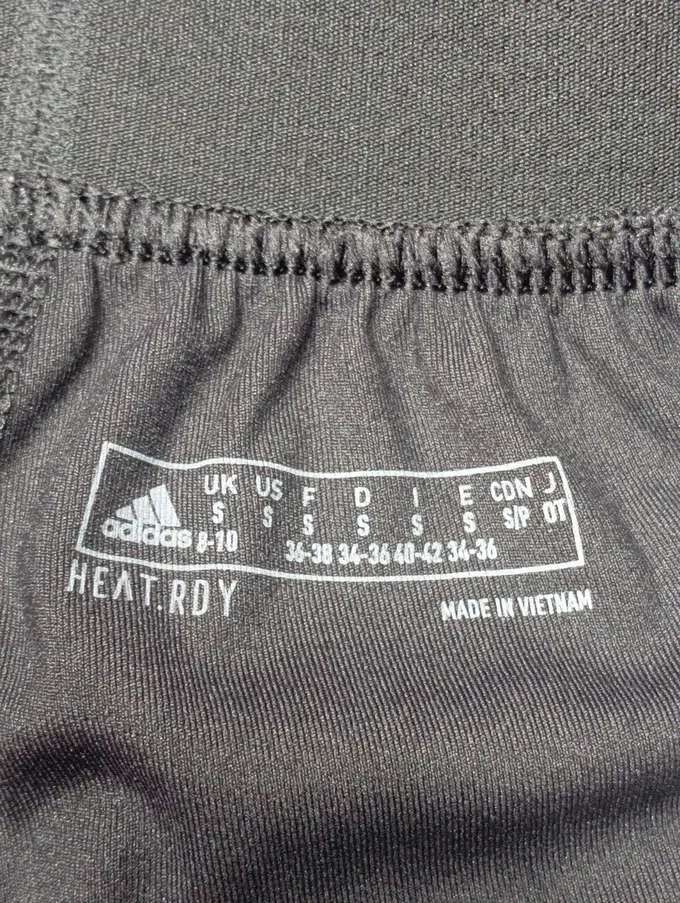 UK US F D I E CDN J
adidas S S S S S S S/P OT
8-10 36-38 34-36 40-42 34-36
HEAT.RDY
MADE IN VIETNAM